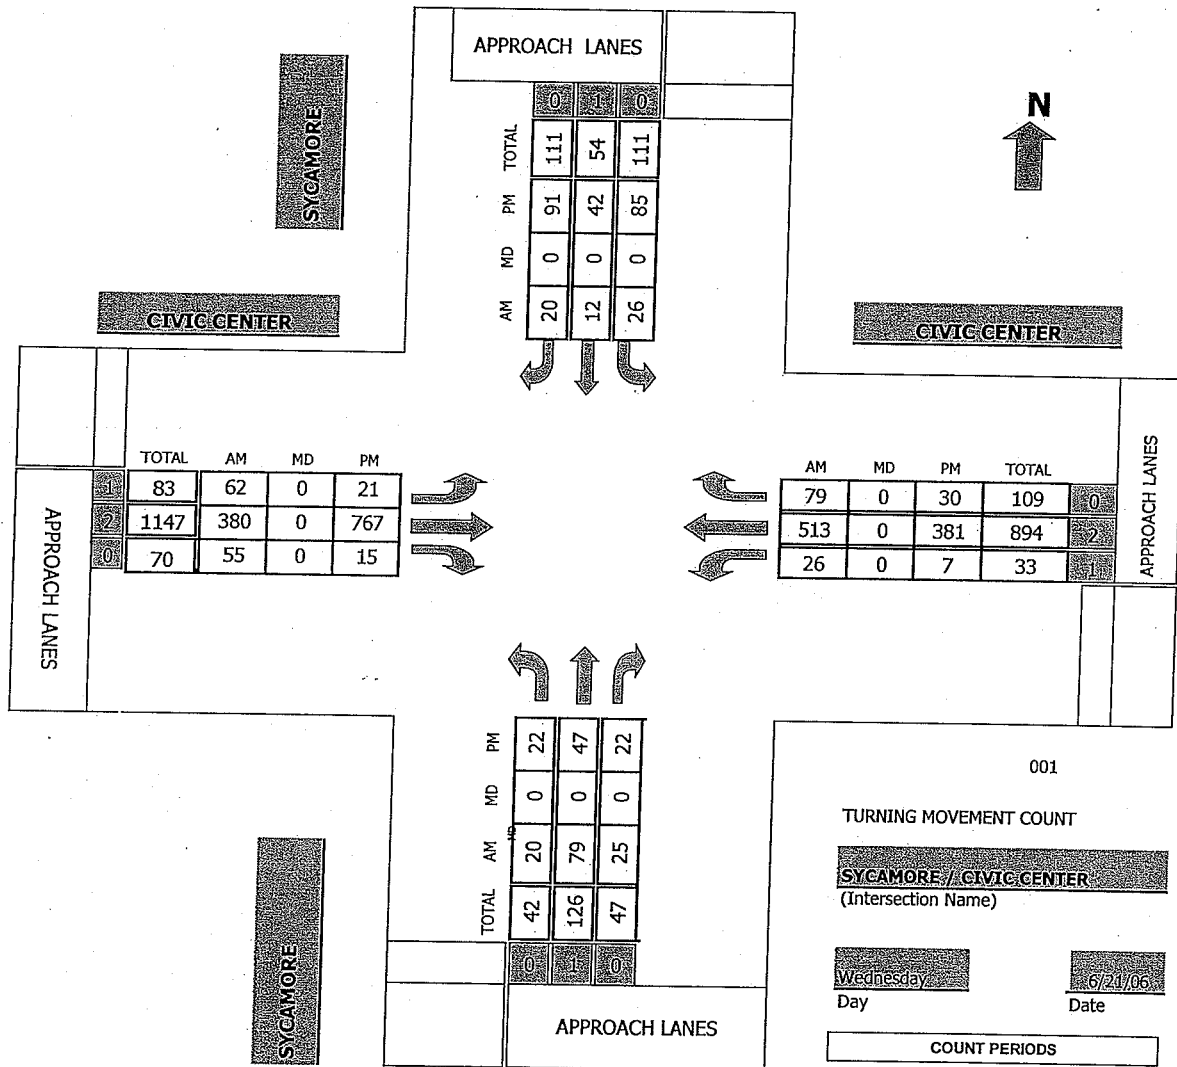 APPROACH LANES
0 1 0
TOTAL 111 54 111
PM 91 42 85
MD 0 0 0
AM 20 12 26
SYCAMORE
N
CIVIC CENTER
CIVIC CENTER
TOTAL AM MD PM
1 83 62 0 21
2 1147 380 0 767
0 70 55 0 15
APPROACH LANES
AM MD PM TOTAL
79 0 30 109 0
513 0 381 894 2
26 0 7 33 1
APPROACH LANES
PM 22 47 22
MD 0 0 0
MD
AM 20 79 25
TOTAL 42 126 47
0 1 0
APPROACH LANES
SYCAMORE
001
TURNING MOVEMENT COUNT
SYCAMORE / CIVIC CENTER
(Intersection Name)
Wednesday 6/21/06
Day Date
COUNT PERIODS